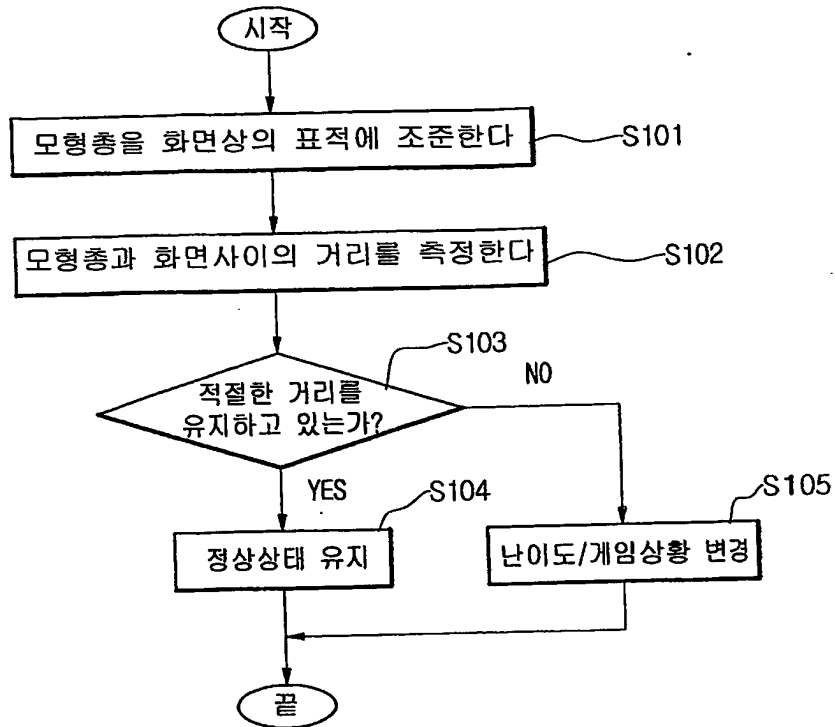 시작
모형총을 화면상의 표적에 조준한다
S101
모형총과 화면사이의 거리를 측정한다
S102
S103
적절한 거리를
유지하고 있는가?
NO
YES
S104
정상상태 유지
S105
난이도/게임상황 변경
끝